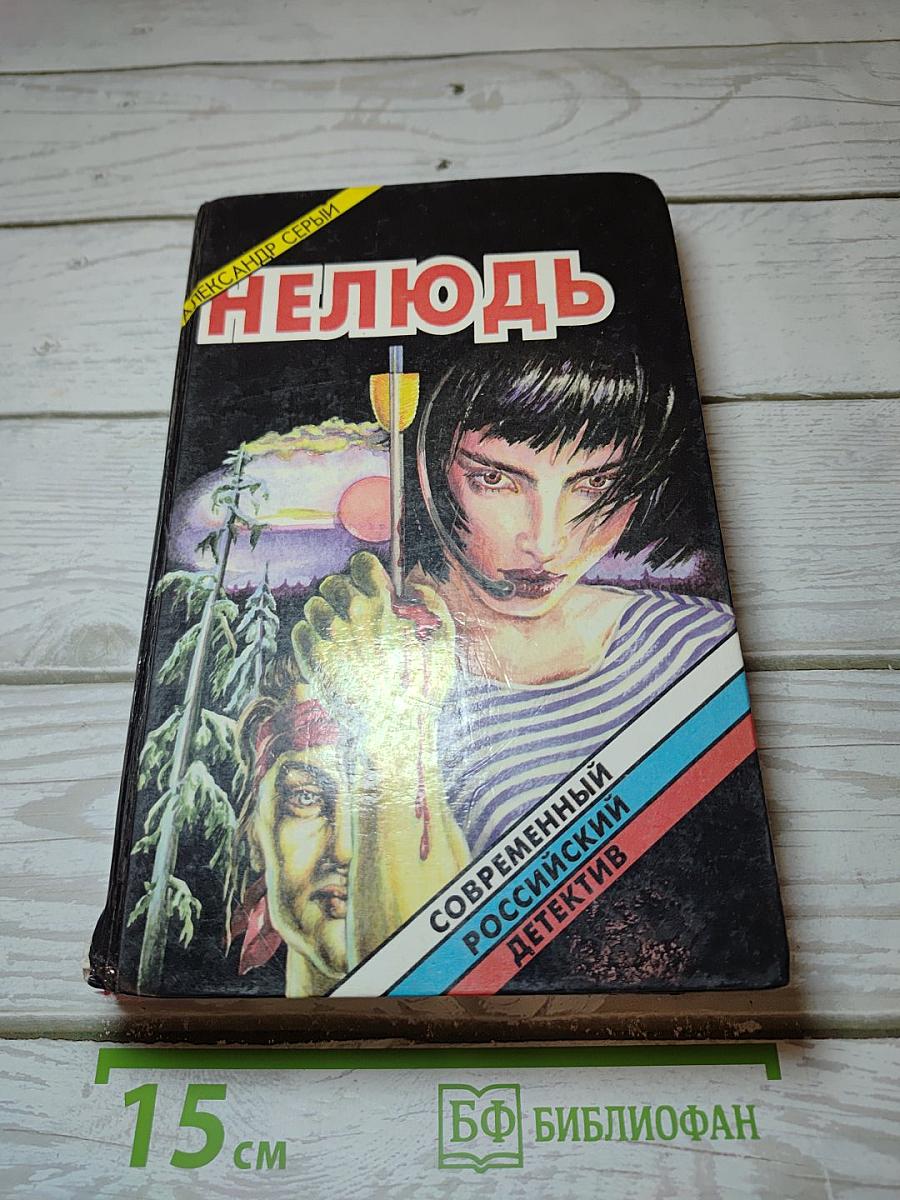 АЛЕКСАНДР СЕРЫЙ
НЕЛЮДЬ
СОВРЕМЕННЫЙ
РОССИЙСКИЙ
ДЕТЕКТИВ
15 см
БФ БИБЛИОФАН